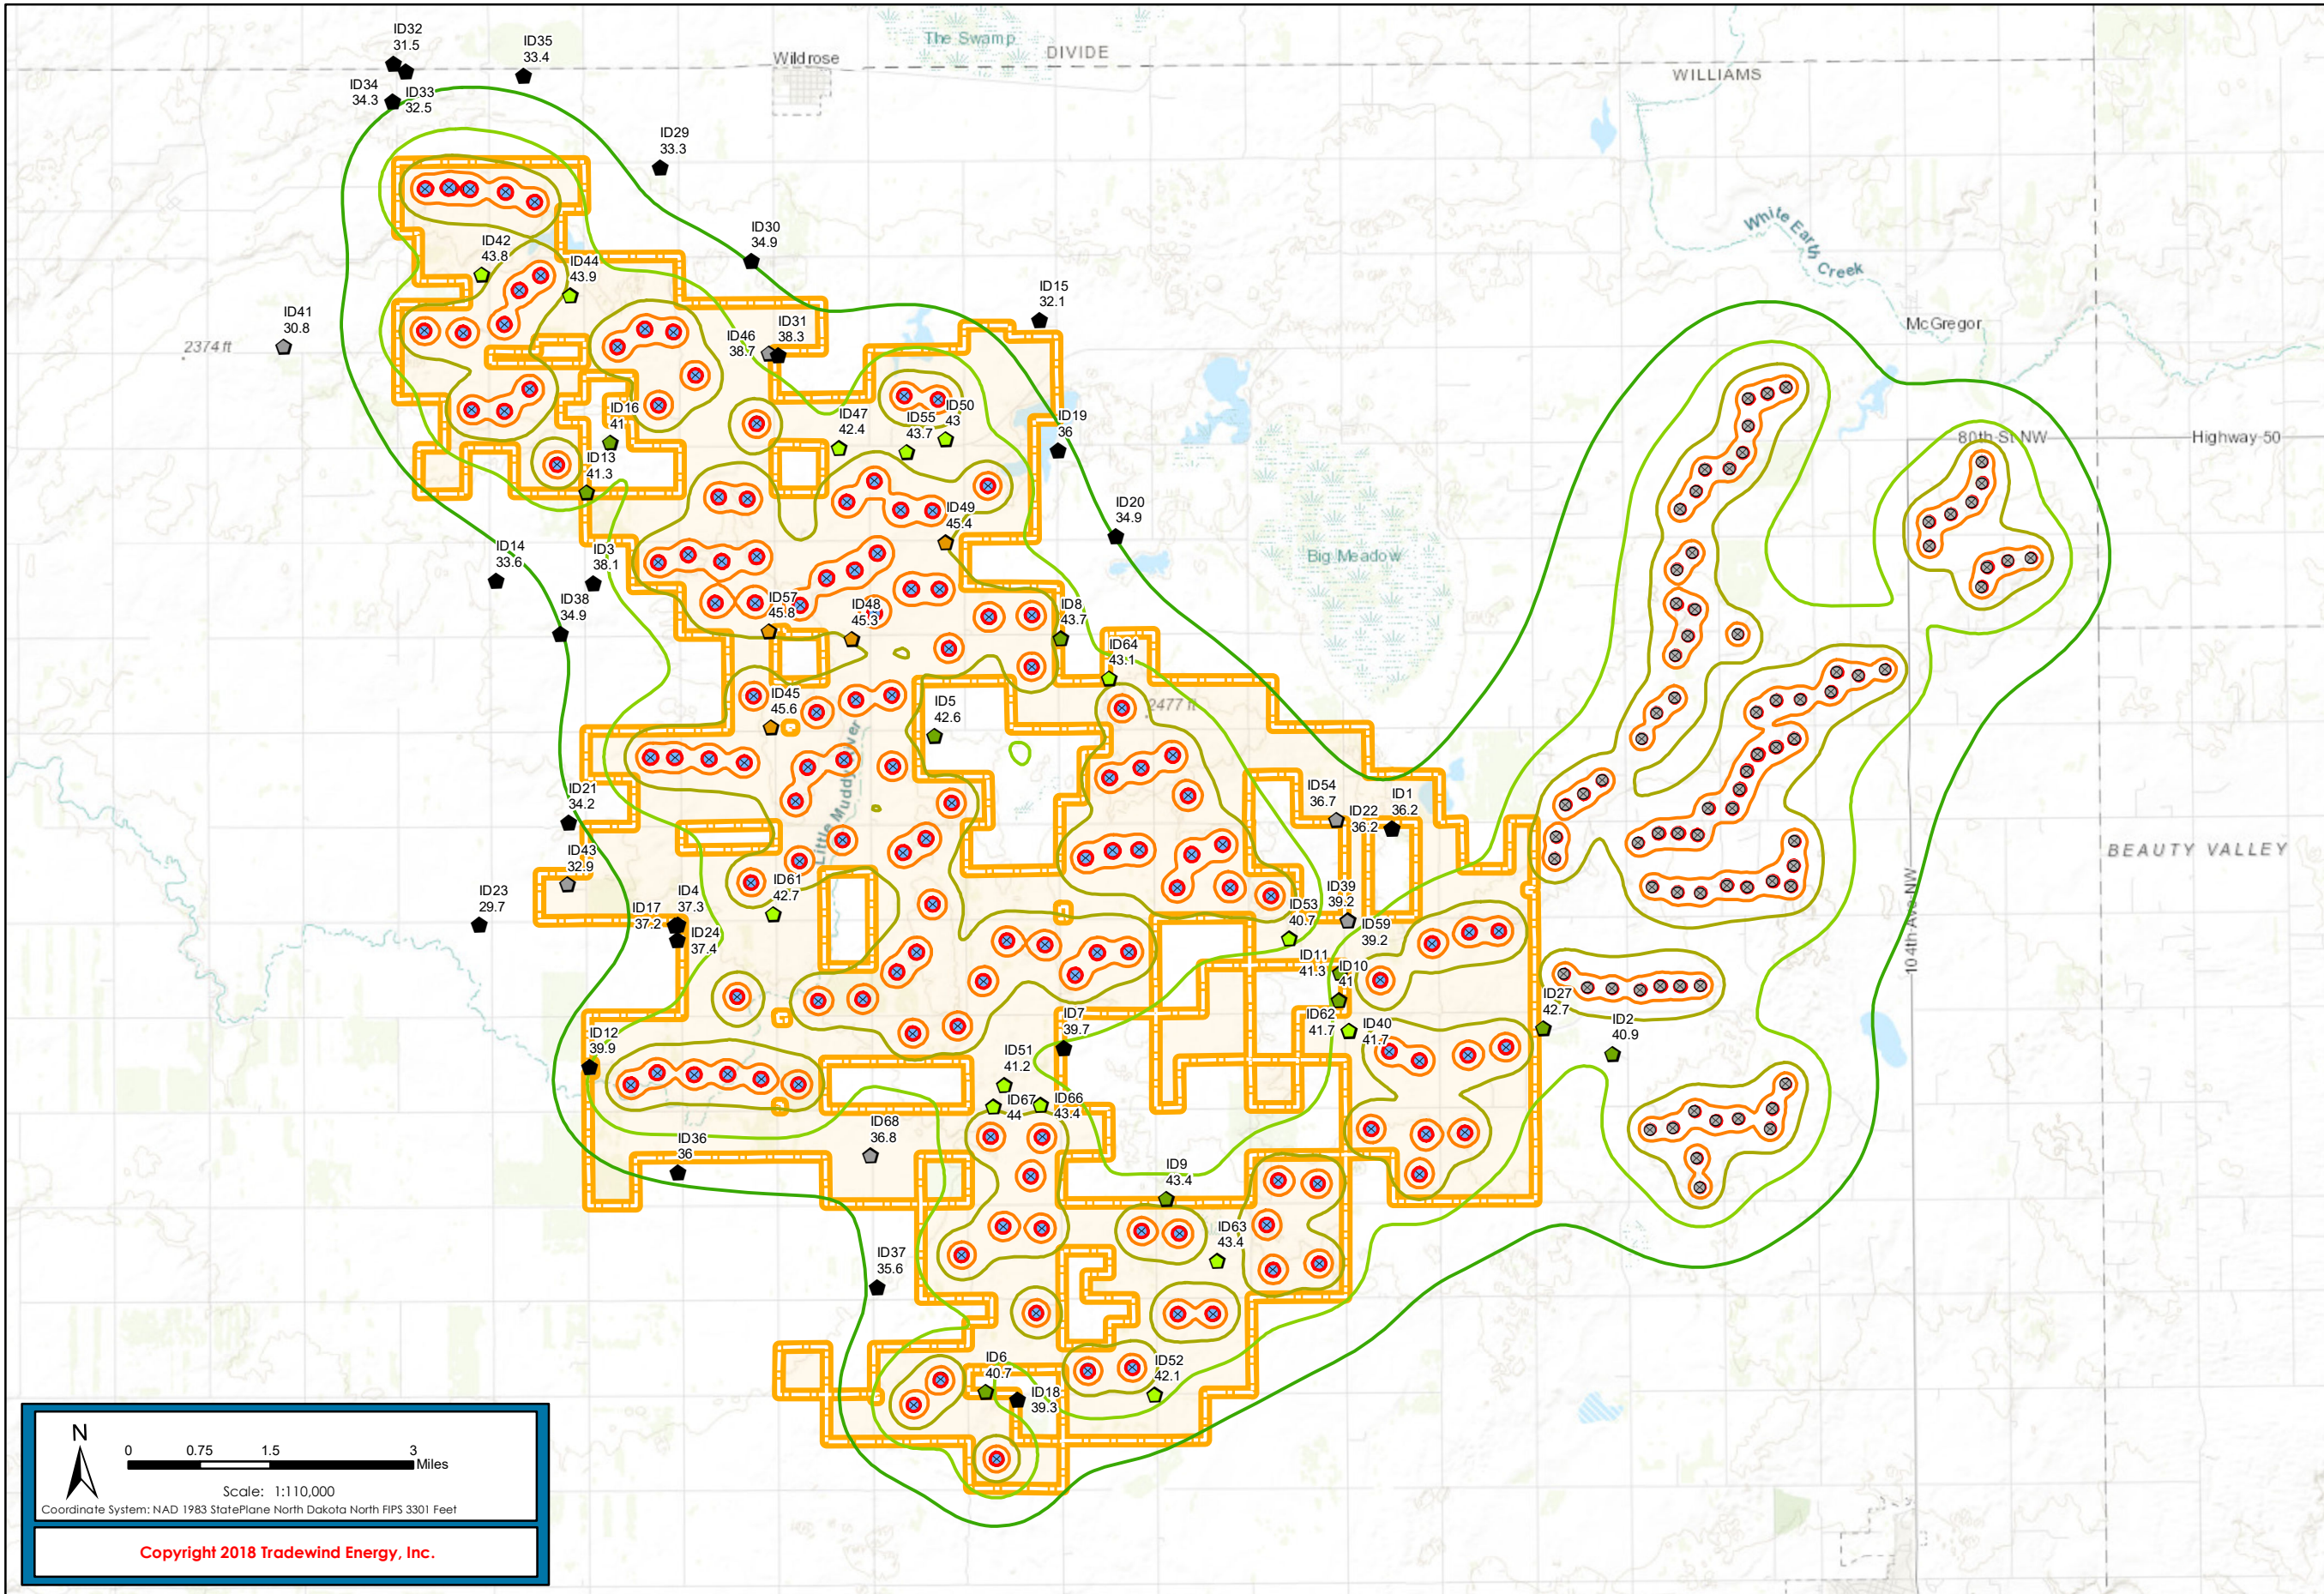 ID32
31.5
ID35
33.4
The Swamp
DIVIDE
Wildrose
WILLIAMS
ID34
34.3
ID33
32.5
ID29
33.3
White Earth Creek
ID30
34.9
ID42
43.8
ID44
43.9
ID15
32.1
ID41
30.8
2374 ft
ID46
38.7
ID31
38.3
McGregor
ID16
41
ID47
42.4
ID55
43.7
ID50
43
ID19
36
80th St NW
Highway 50
ID13
41.3
ID49
45.4
ID20
34.9
ID14
33.6
ID3
38.1
Big Meadow
ID38
34.9
ID57
45.8
ID48
45.3
ID8
43.7
ID64
43.1
ID45
45.6
ID5
42.6
2477 ft
Little Muddy River
ID21
34.2
ID54
36.7
ID22
36.2
ID1
36.2
BEAUTY VALLEY
ID43
32.9
ID23
29.7
ID17
37.2
ID4
37.3
ID24
37.4
ID61
42.7
ID39
39.2
ID53
40.7
ID59
39.2
104th Ave NW
ID11
41.3
ID10
41
ID27
42.7
ID2
40.9
ID62
41.7
ID40
41.7
ID7
39.7
ID12
39.9
ID51
41.2
ID67
44
ID66
43.4
ID36
36
ID68
36.8
ID9
43.4
ID63
43.4
ID37
35.6
ID6
40.7
ID18
39.3
ID52
42.1
N
0 0.75 1.5 3
Miles
Scale: 1:110,000
Coordinate System: NAD 1983 StatePlane North Dakota North FIPS 3301 Feet
Copyright 2018 Tradewind Energy, Inc.